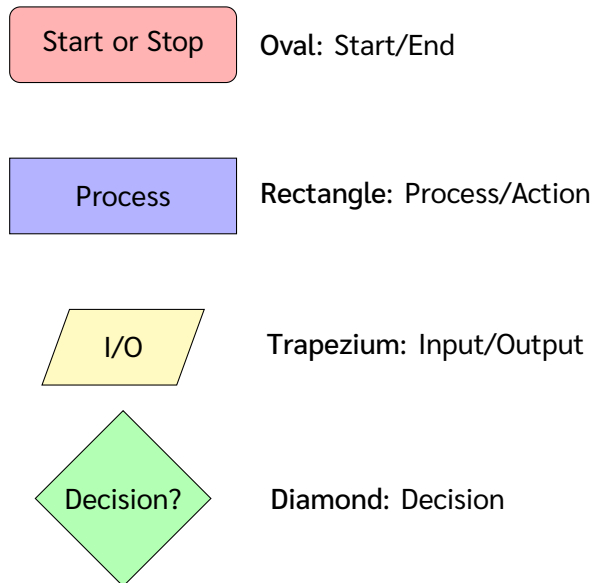 Start or Stop
Oval: Start/End
Process
Rectangle: Process/Action
I/O
Trapezium: Input/Output
Decision?
Diamond: Decision